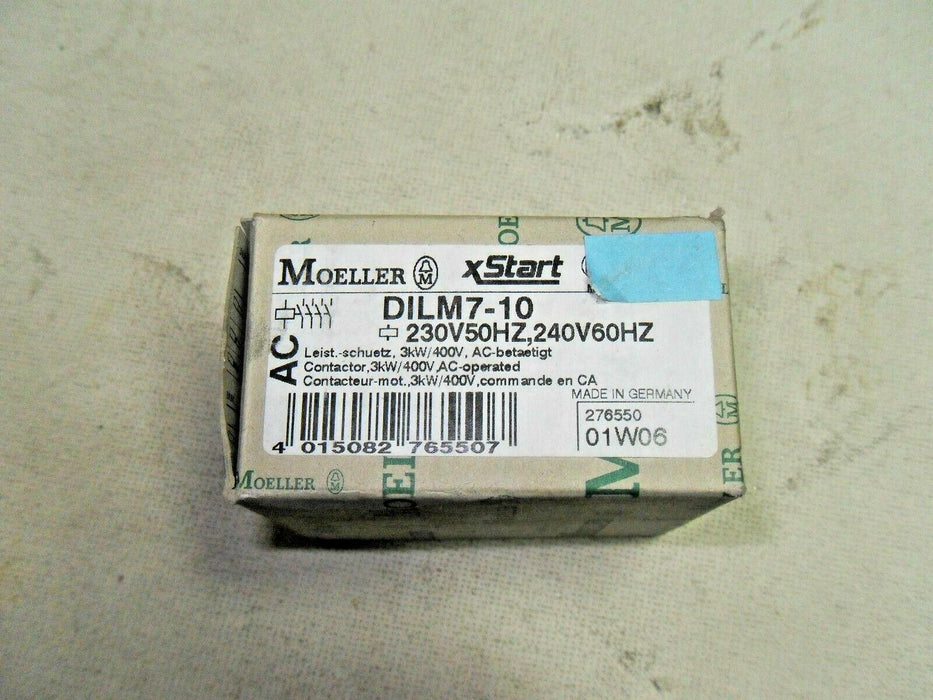 MOELLER M xStart
DILM7-10
230V50HZ,240V60HZ
AC
Leist.-schuetz, 3kW/400V, AC-betaetigt
Contactor,3kW/400V,AC-operated
Contacteur-mot.,3kW/400V,commande en CA
MADE IN GERMANY
276550
01W06
4 015082 765507
MOELLER M